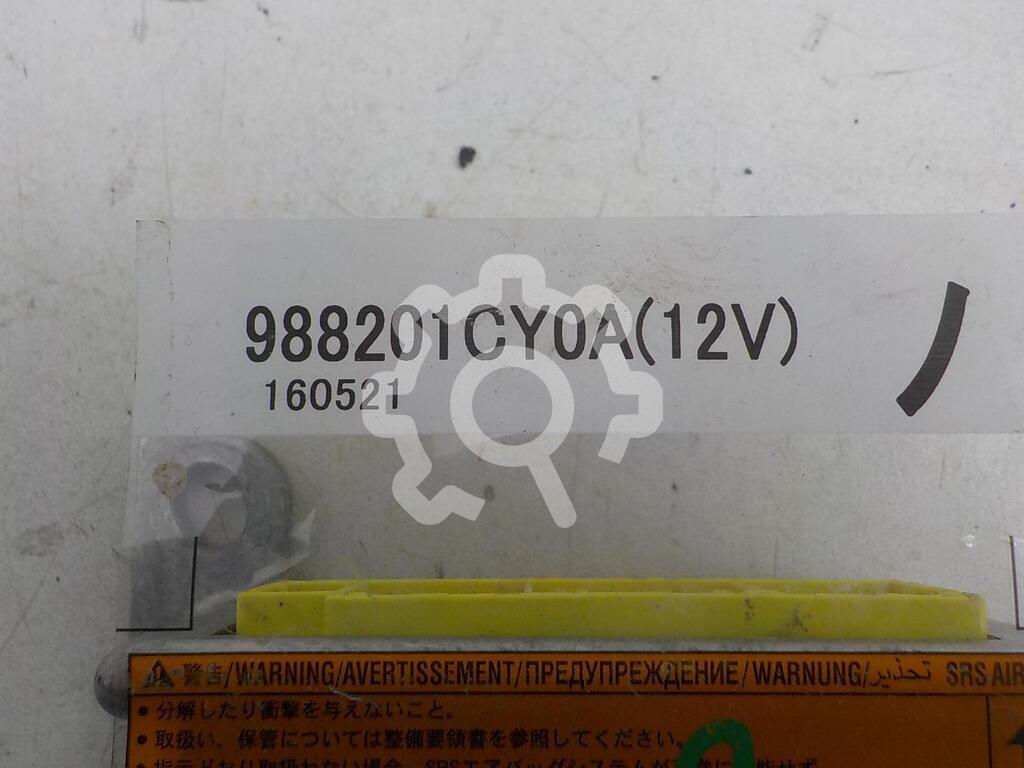 988201CY0A(12V)
160521
警告/WARNING/AVERTISSEMENT/ПРЕДУПРЕЖДЕНИЕ/WARNUNG/تحذير SRS AIR
• 分解したり衝撃を与えないこと。
• 取扱い、保管については整備要領書を参照してください。